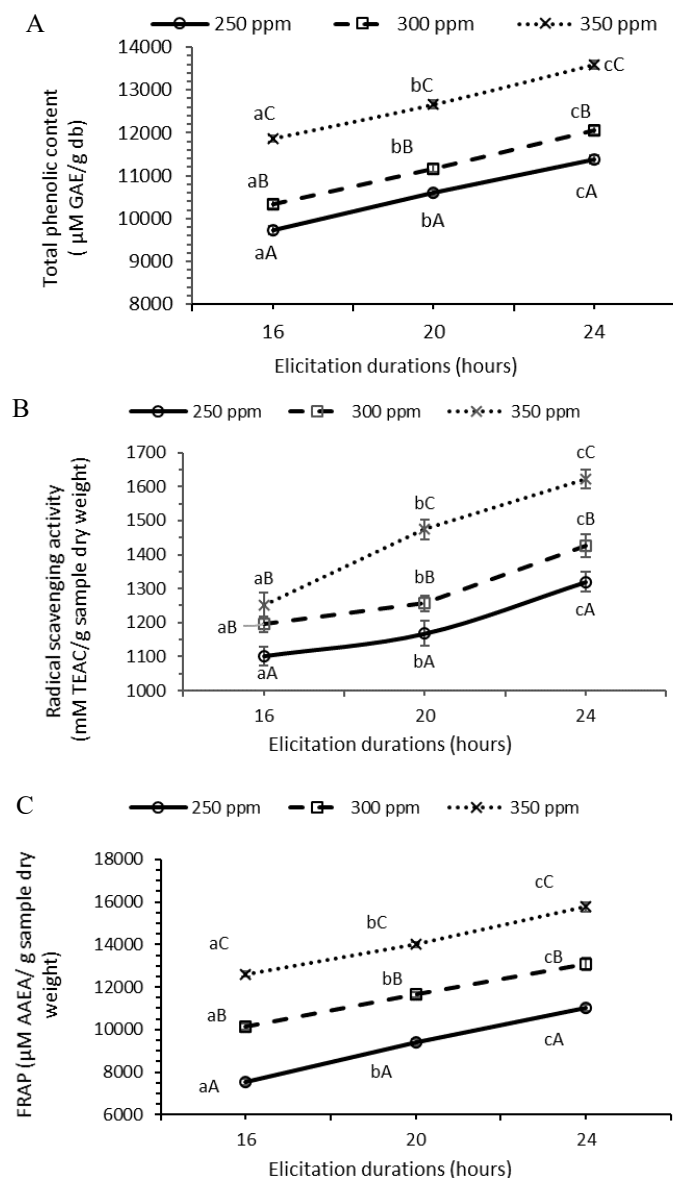 A
250 ppm 300 ppm 350 ppm
Total phenolic content
( µM GAE/g db)
14000
13000
12000
11000
10000
9000
8000
aC
bC
cC
aB
bB
cB
aA
bA
cA
16 20 24
Elicitation durations (hours)
B
250 ppm 300 ppm 350 ppm
Radical scavenging activity
(mM TEAC/g sample dry weight)
1700
1600
1500
1400
1300
1200
1100
1000
aB
bC
cC
aB
bB
cB
aA
bA
cA
16 20 24
Elicitation durations (hours)
C
250 ppm 300 ppm 350 ppm
FRAP (µM AAEA/ g sample dry
weight)
18000
16000
14000
12000
10000
8000
6000
aC
bC
cC
aB
bB
cB
aA
bA
cA
16 20 24
Elicitation durations (hours)